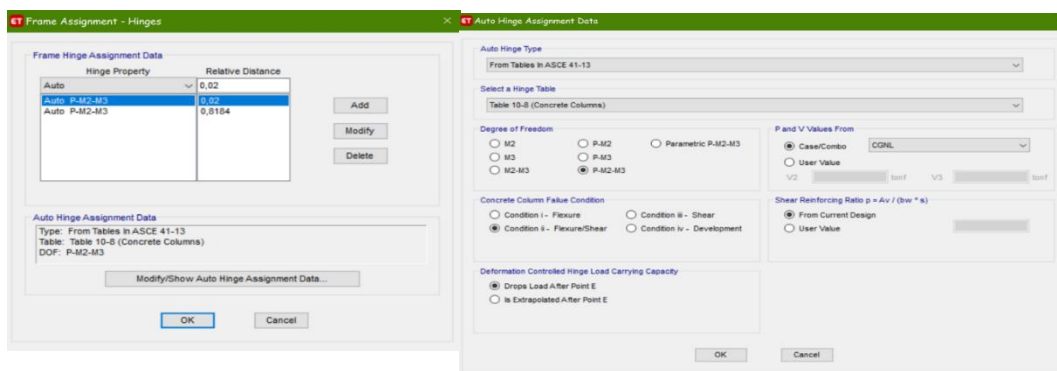 ET Frame Assignment - Hinges
Frame Hinge Assignment Data
Hinge Property Relative Distance
Auto 0,02
Auto P-M2-M3 0,02
Auto P-M2-M3 0,8184
Add
Modify
Delete
Auto Hinge Assignment Data
Type: From Tables In ASCE 41-13
Table: Table 10-8 (Concrete Columns)
DOF: P-M2-M3
Modify/Show Auto Hinge Assignment Data...
OK Cancel
ET Auto Hinge Assignment Data
Auto Hinge Type
From Tables In ASCE 41-13
Select a Hinge Table
Table 10-8 (Concrete Columns)
Degree of Freedom
M2 P-M2 Parametric P-M2-M3
M3 P-M3
M2-M3 P-M2-M3
P and V Values From
Case/Combo CGNL
User Value
V2 tonf V3 tonf
Concrete Column Failue Condition
Condition i - Flexure Condition iii - Shear
Condition ii - Flexure/Shear Condition iv - Development
Shear Reinforcing Ratio p = Av / (bw * s)
From Current Design
User Value
Deformation Controlled Hinge Load Carrying Capacity
Drops Load After Point E
Is Extrapolated After Point E
OK Cancel